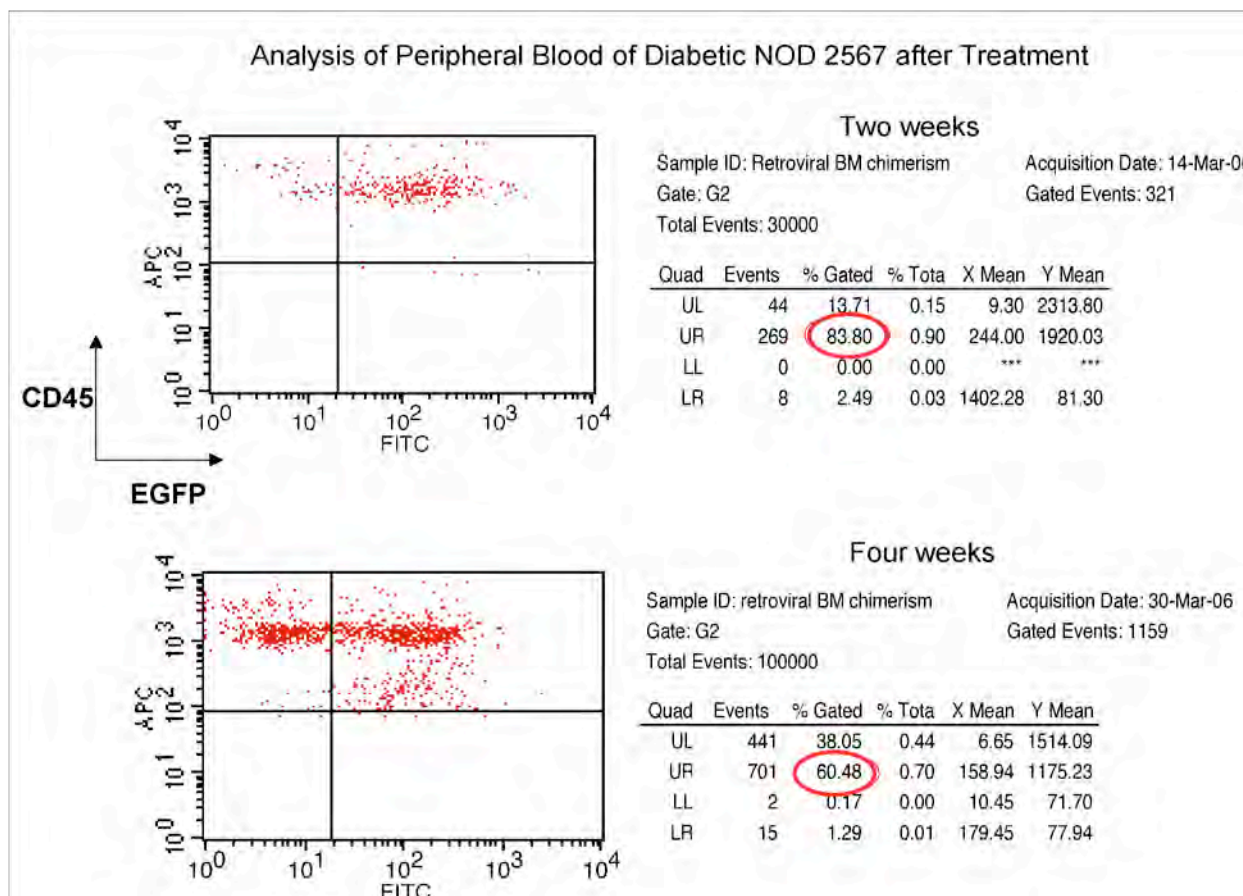 Analysis of Peripheral Blood of Diabetic NOD 2567 after Treatment
Two weeks
Sample ID: Retroviral BM chimerism Acquisition Date: 14-Mar-06
Gate: G2 Gated Events: 321
Total Events: 30000
Quad Events % Gated % Tota X Mean Y Mean
UL 44 13.71 0.15 9.30 2313.80
UR 269 83.80 0.90 244.00 1920.03
LL 0 0.00 0.00 *** ***
LR 8 2.49 0.03 1402.28 81.30
10^4
10^3
10^2
10^1
10^0
APC
10^0 10^1 10^2 10^3 10^4
FITC
CD45
EGFP
Four weeks
Sample ID: retroviral BM chimerism Acquisition Date: 30-Mar-06
Gate: G2 Gated Events: 1159
Total Events: 100000
Quad Events % Gated % Tota X Mean Y Mean
UL 441 38.05 0.44 6.65 1514.09
UR 701 60.48 0.70 158.94 1175.23
LL 2 0.17 0.00 10.45 71.70
LR 15 1.29 0.01 179.45 77.94
10^4
10^3
10^2
10^1
10^0
APC
10^0 10^1 10^2 10^3 10^4
FITC